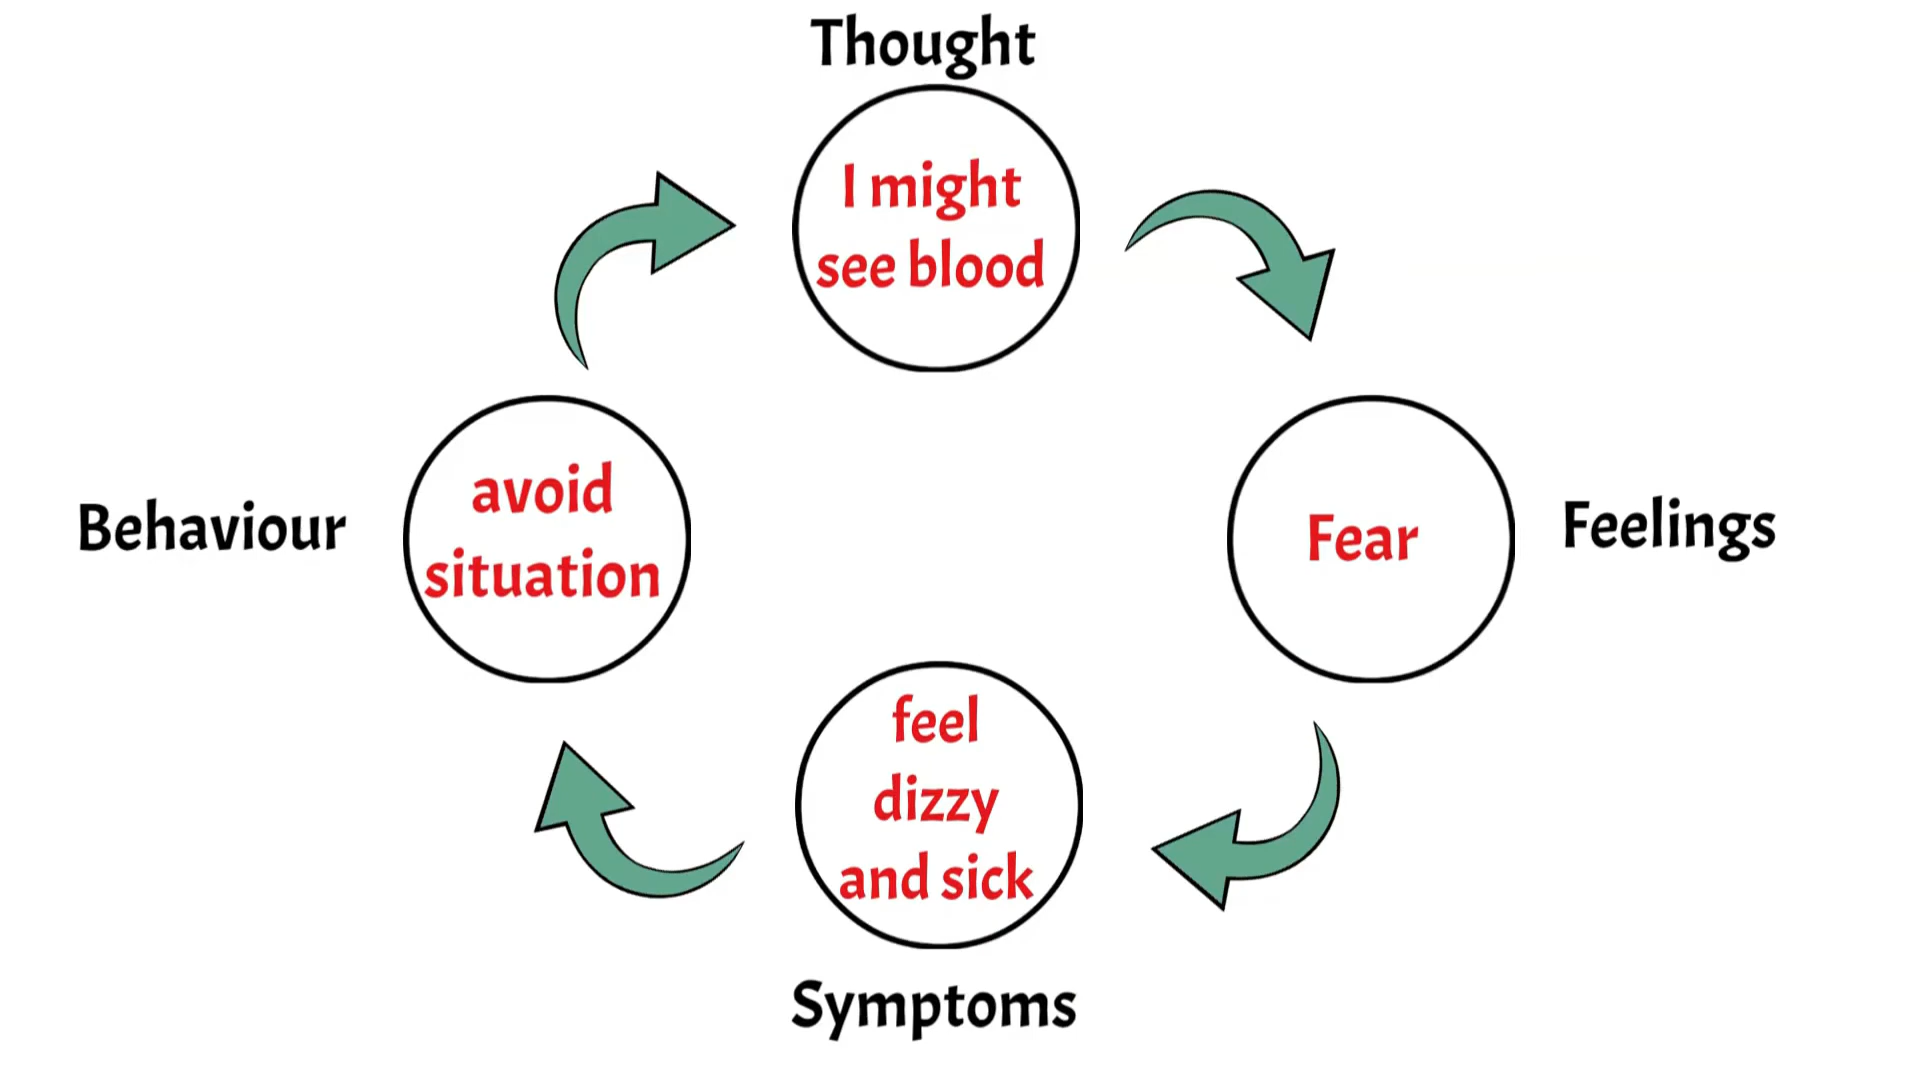 Thought
I might
see blood
Behaviour
avoid
situation
Fear
Feelings
feel
dizzy
and sick
Symptoms